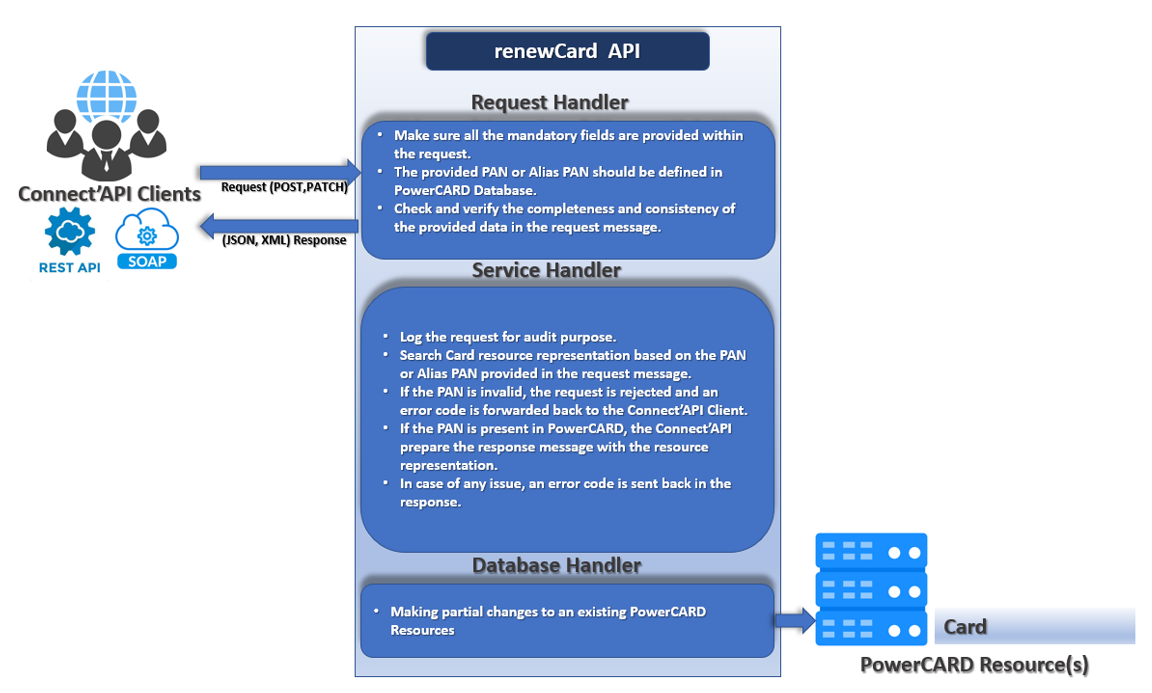 renewCard API
Request Handler
• Make sure all the mandatory fields are provided within
the request.
• The provided PAN or Alias PAN should be defined in
PowerCARD Database.
• Check and verify the completeness and consistency of
the provided data in the request message.
Connect'API Clients
REST API
SOAP
Request (POST,PATCH)
(JSON, XML) Response
Service Handler
• Log the request for audit purpose.
• Search Card resource representation based on the PAN
or Alias PAN provided in the request message.
• If the PAN is invalid, the request is rejected and an
error code is forwarded back to the Connect'API Client.
• If the PAN is present in PowerCARD, the Connect'API
prepare the response message with the resource
representation.
• In case of any issue, an error code is sent back in the
response.
Database Handler
• Making partial changes to an existing PowerCARD
Resources
Card
PowerCARD Resource(s)